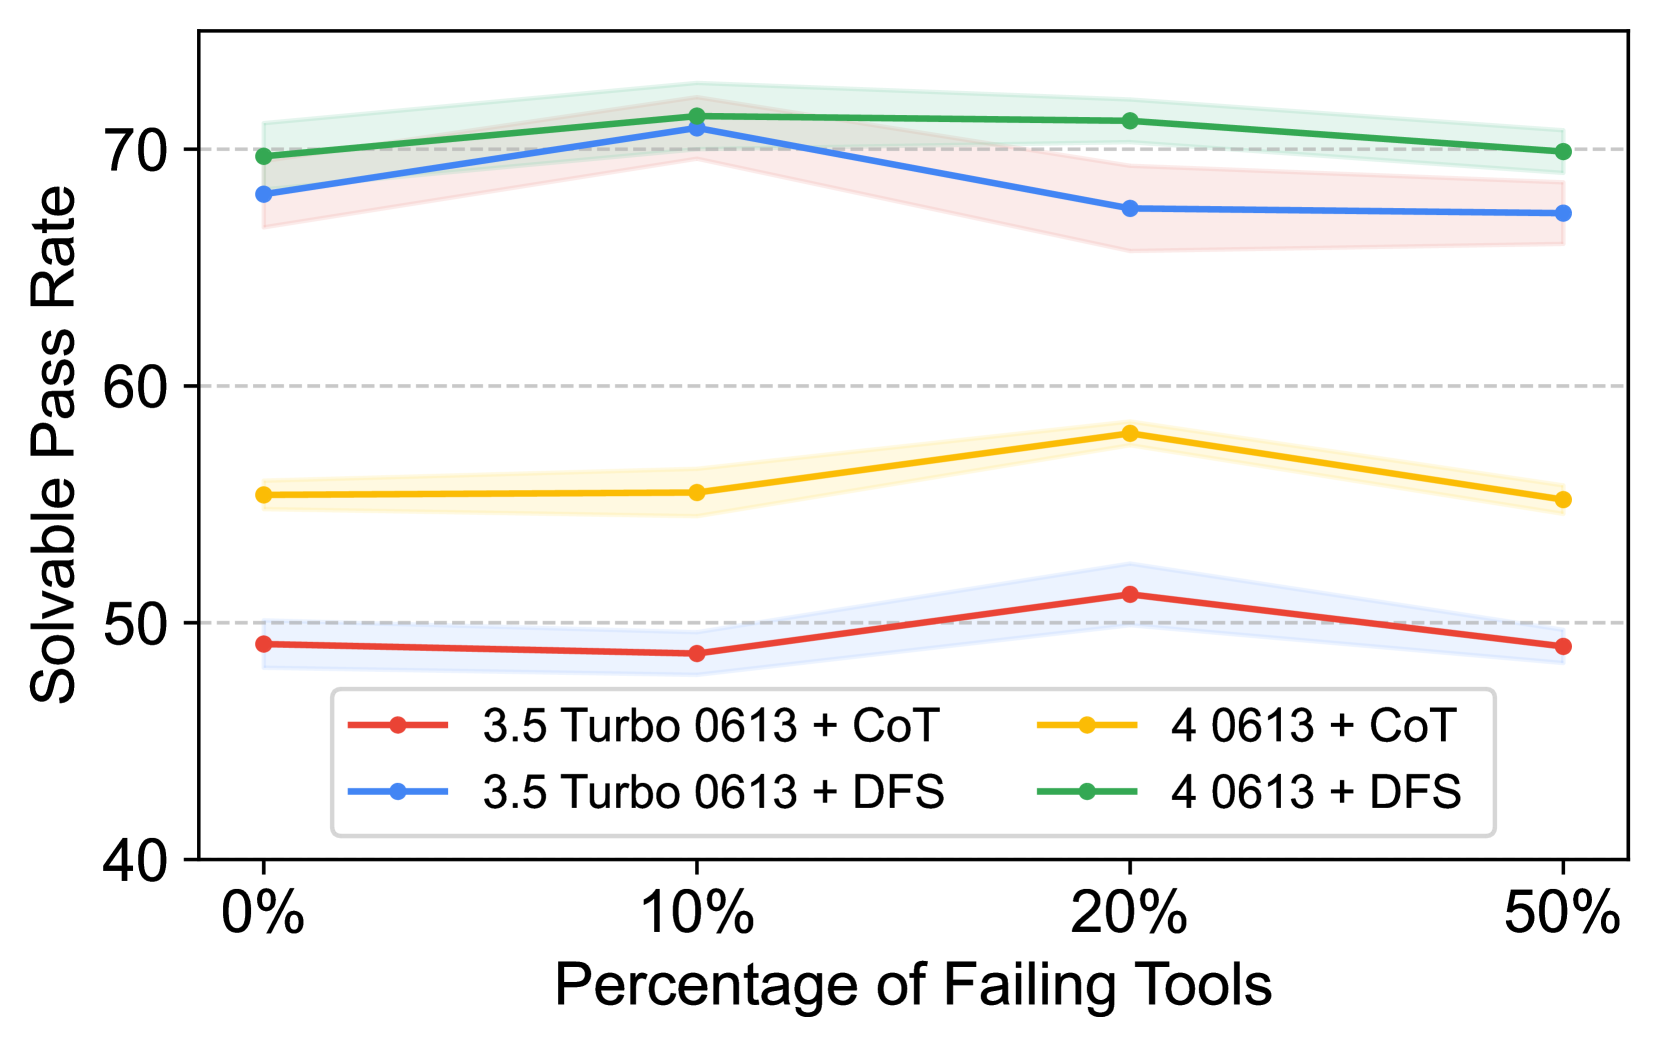 Solvable Pass Rate
70
60
50
40
3.5 Turbo 0613 + CoT
3.5 Turbo 0613 + DFS
4 0613 + CoT
4 0613 + DFS
0%
10%
20%
50%
Percentage of Failing Tools